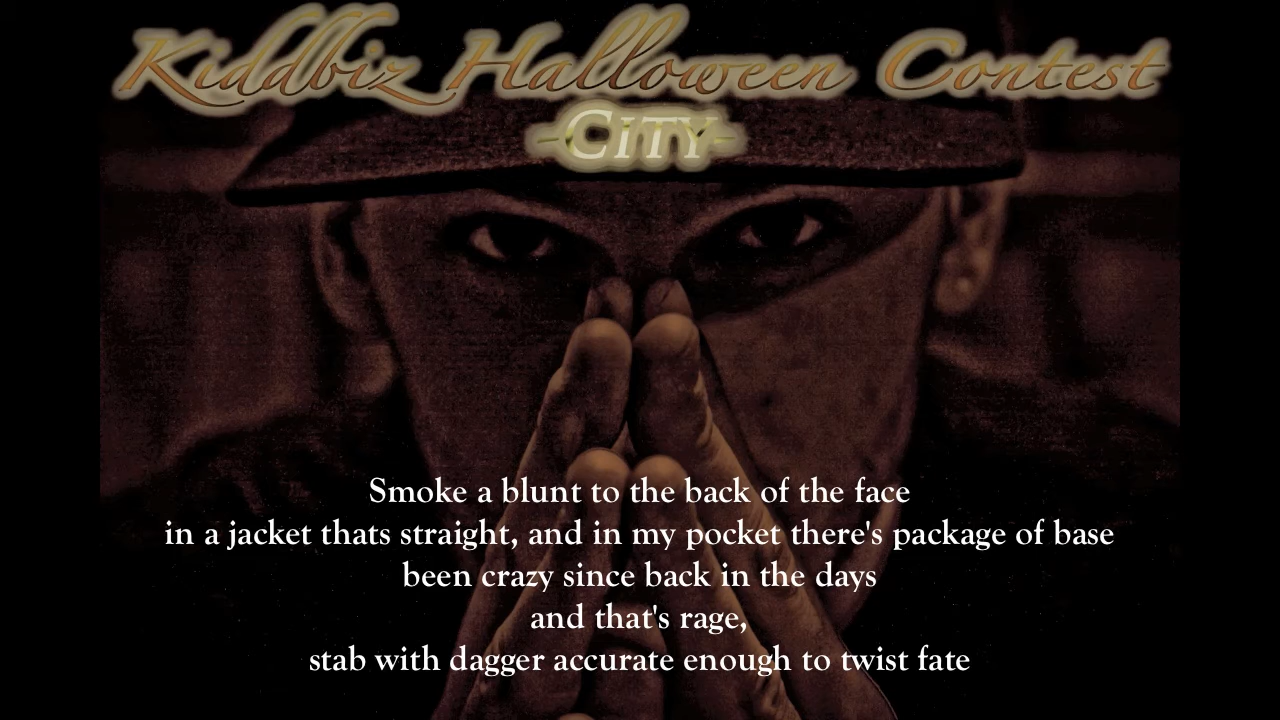 Kiddbiz Halloween Contest
-City-
Smoke a blunt to the back of the face
in a jacket thats straight, and in my pocket there's package of base
been crazy since back in the days
and that's rage,
stab with dagger accurate enough to twist fate